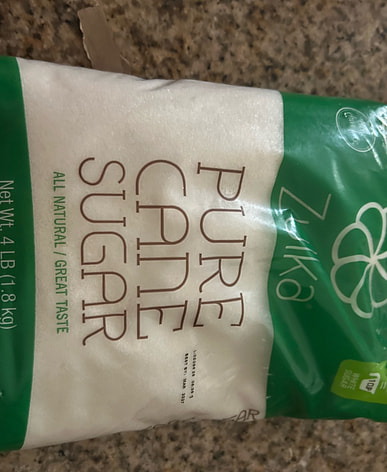 Zulka
PURE
CANE
SUGAR
ALL NATURAL / GREAT TASTE
Net Wt. 4 LB (1.8 kg)